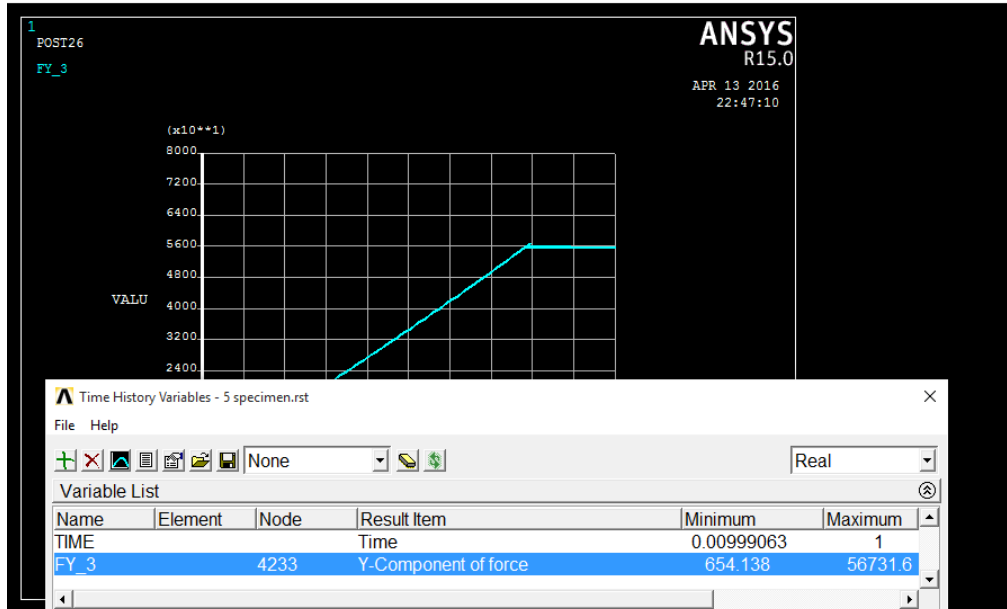 1
POST26
FY_3
ANSYS
R15.0
APR 13 2016
22:47:10
(x10**1)
8000
7200
6400
5600
4800
VALU
4000
3200
2400
Time History Variables - 5 specimen.rst
File Help
None
Real
Variable List
Name Element Node Result Item Minimum Maximum
TIME Time 0.00999063 1
FY_3 4233 Y-Component of force 654.138 56731.6